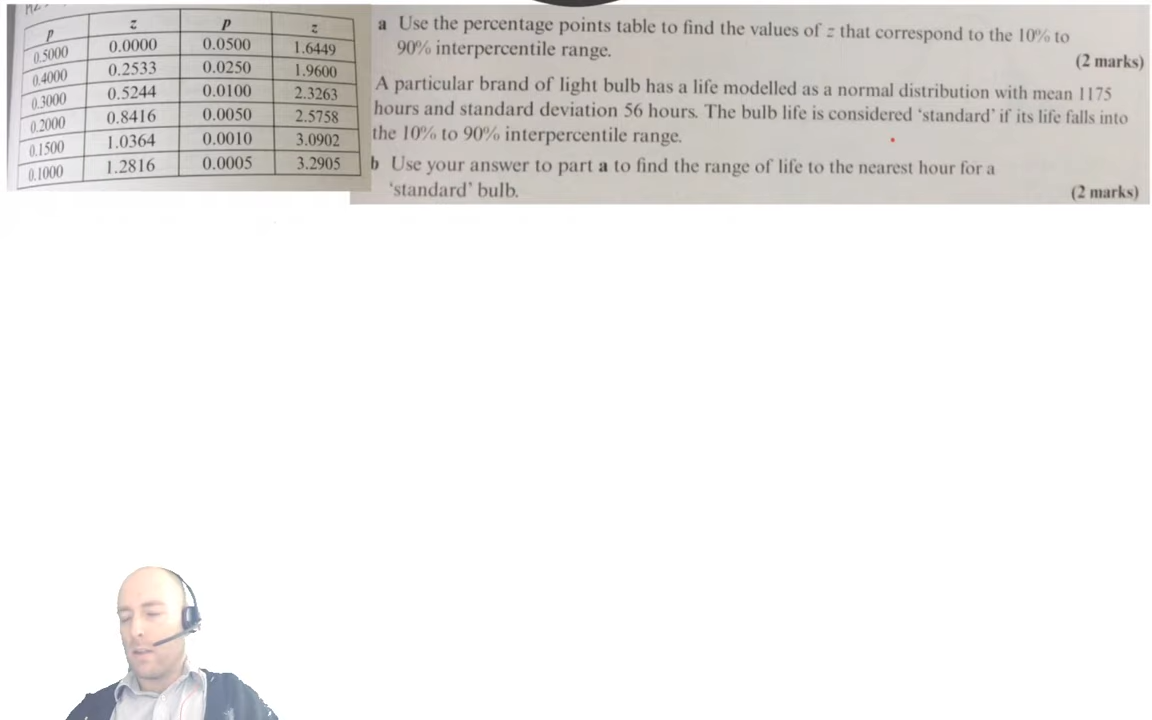 p z p z
0.5000 0.0000 0.0500 1.6449
0.4000 0.2533 0.0250 1.9600
0.3000 0.5244 0.0100 2.3263
0.2000 0.8416 0.0050 2.5758
0.1500 1.0364 0.0010 3.0902
0.1000 1.2816 0.0005 3.2905
a Use the percentage points table to find the values of z that correspond to the 10% to
90% interpercentile range.
(2 marks)
A particular brand of light bulb has a life modelled as a normal distribution with mean 1175
hours and standard deviation 56 hours. The bulb life is considered ‘standard’ if its life falls into
the 10% to 90% interpercentile range.
b Use your answer to part a to find the range of life to the nearest hour for a
‘standard’ bulb.
(2 marks)